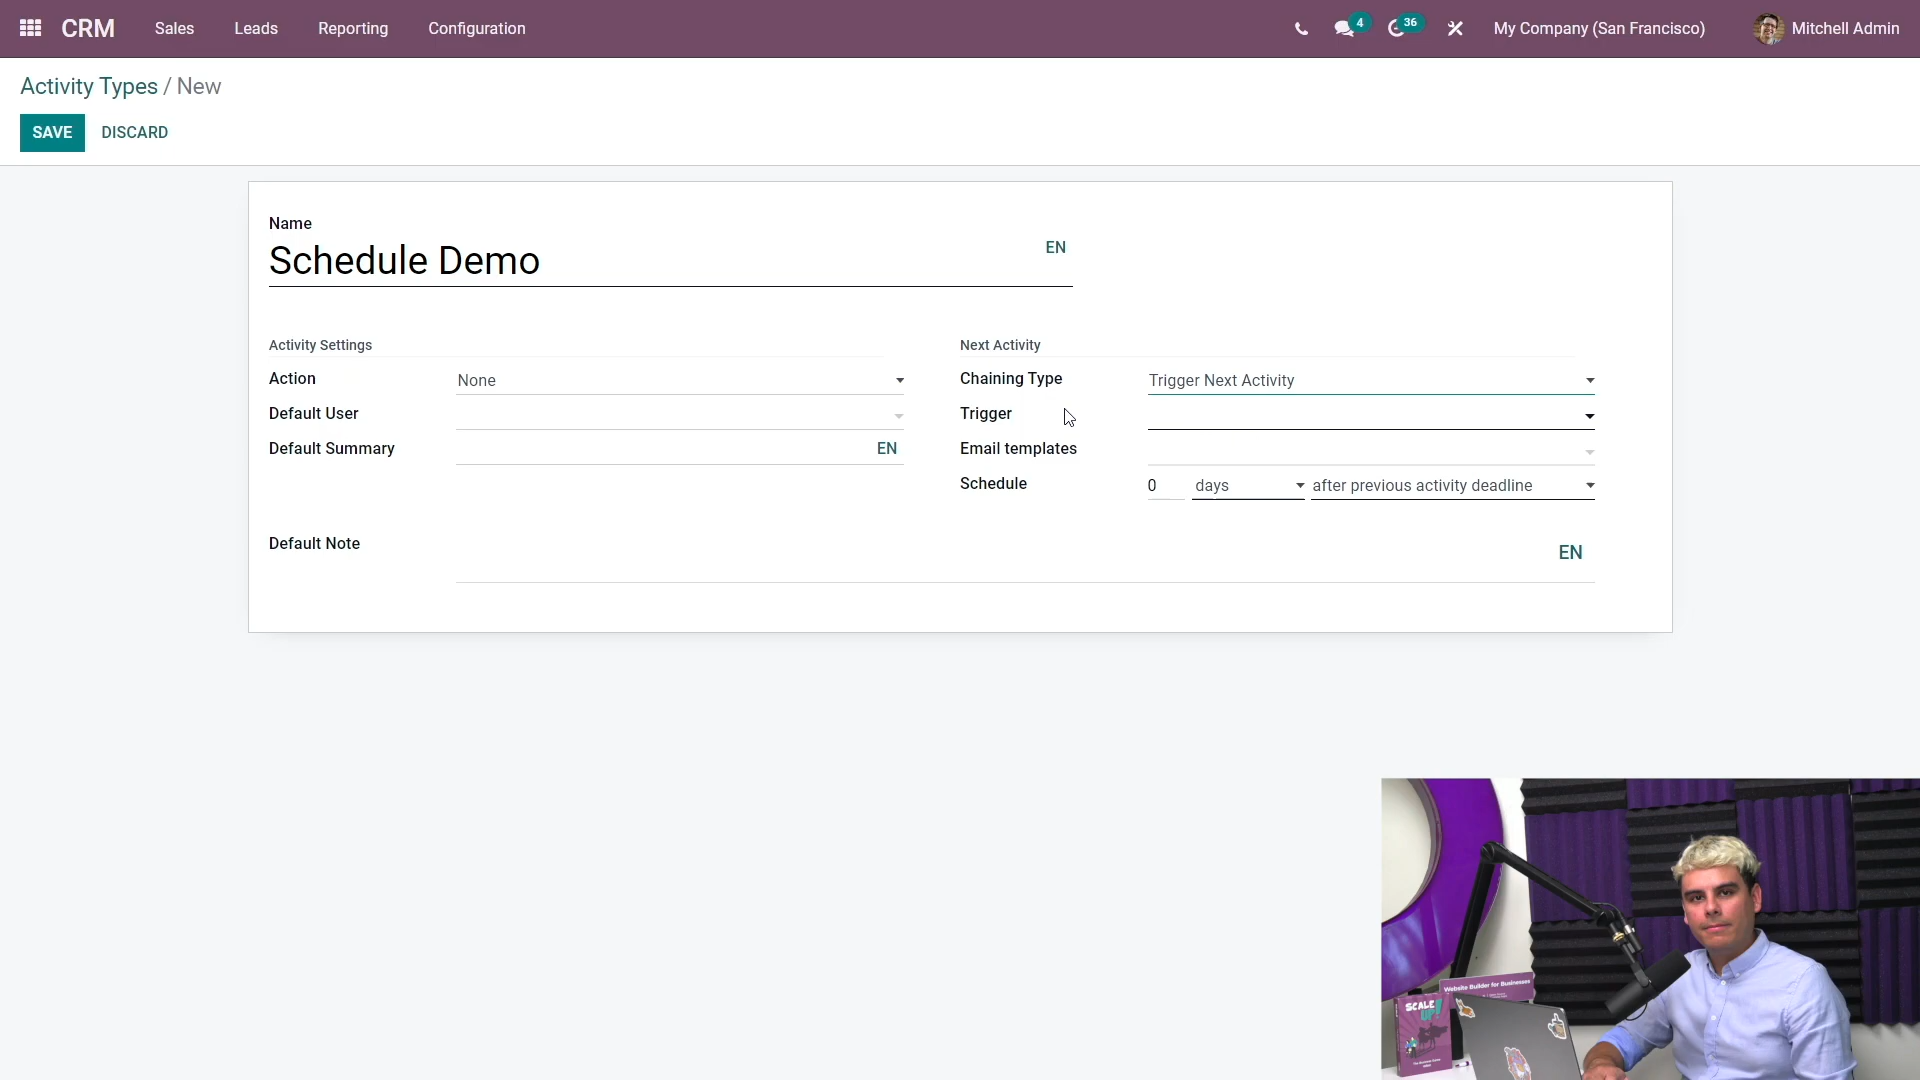 CRM Sales Leads Reporting Configuration 4 36 My Company (San Francisco) Mitchell Admin
Activity Types / New
SAVE DISCARD
Name
Schedule Demo EN
Activity Settings Next Activity
Action None Chaining Type Trigger Next Activity
Default User Trigger
Default Summary EN Email templates
Schedule 0 days after previous activity deadline
Default Note EN
Website Builder for Businesses
SCALE
UP!